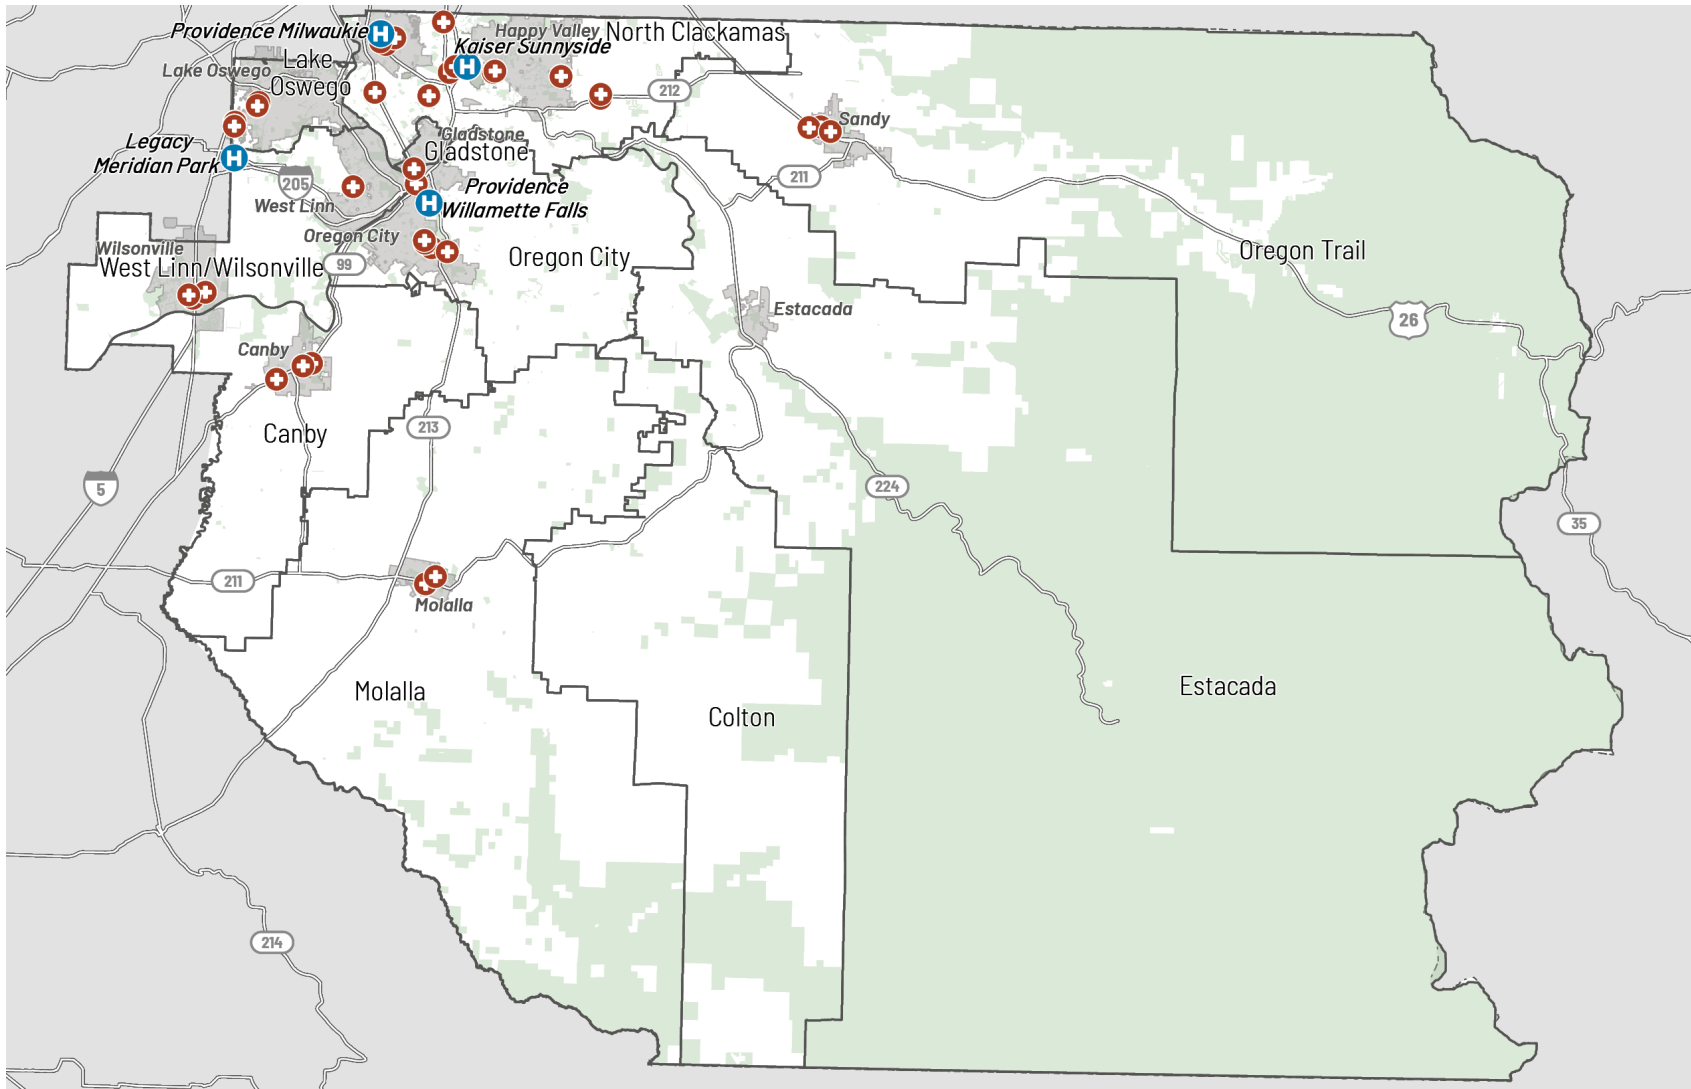 Providence Milwaukie
Happy Valley
North Clackamas
Kaiser Sunnyside
Lake Oswego
Lake
Oswego
212
Sandy
Gladstone
Gladstone
Legacy
Meridian Park
H
H
H
H
205
211
West Linn
Providence
Willamette Falls
Oregon City
Oregon City
Wilsonville
West Linn/Wilsonville
99
Oregon Trail
Estacada
26
Canby
Canby
213
5
224
35
211
Molalla
Molalla
Estacada
Colton
214